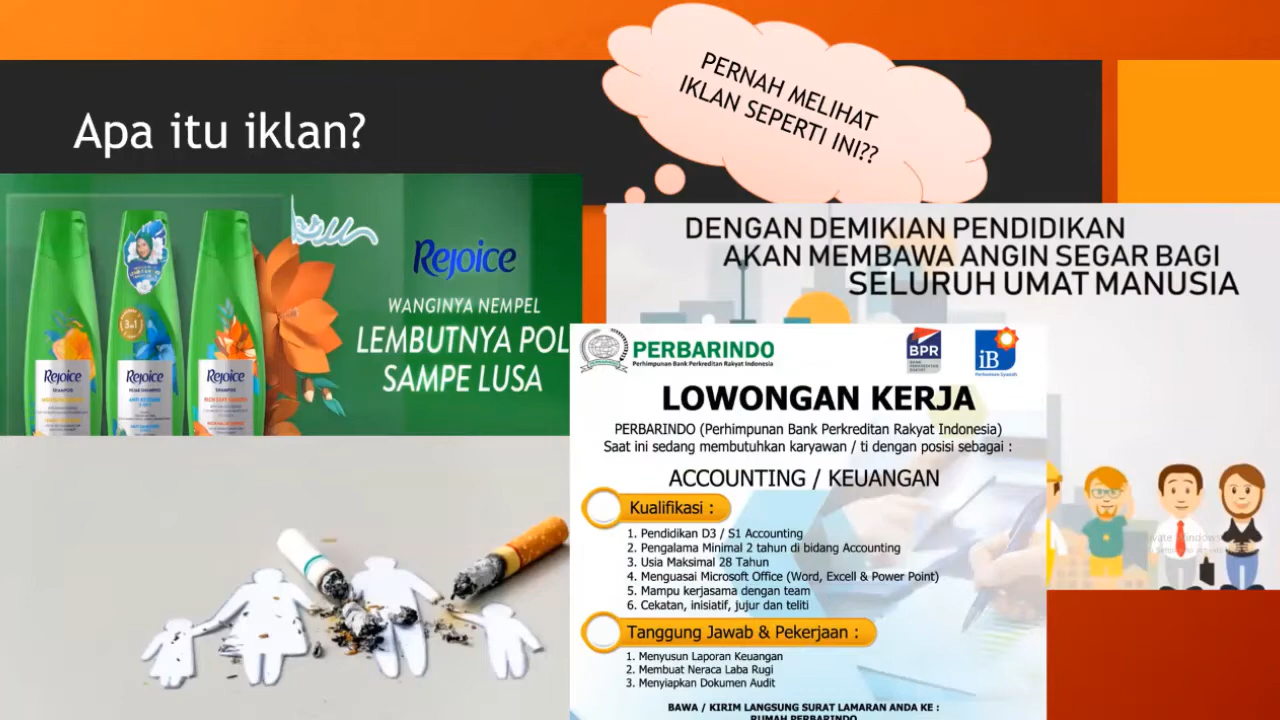 Apa itu iklan?
PERNAH MELIHAT
IKLAN SEPERTI INI??
Rejoice
WANGINYA NEMPEL
LEMBUTNYA POL
SAMPE LUSA
3in1
Rejoice
SHAMPOO
Rejoice
Rejoice
SHAMPOO
DENGAN DEMIKIAN PENDIDIKAN
AKAN MEMBAWA ANGIN SEGAR BAGI
SELURUH UMAT MANUSIA
PERBARINDO
Perhimpunan Bank Perkreditan Rakyat Indonesia
BPR
iB
LOWONGAN KERJA
PERBARINDO (Perhimpunan Bank Perkreditan Rakyat Indonesia)
Saat ini sedang membutuhkan karyawan / ti dengan posisi sebagai :
ACCOUNTING / KEUANGAN
Kualifikasi :
1. Pendidikan D3 / S1 Accounting
2. Pengalama Minimal 2 tahun di bidang Accounting
3. Usia Maksimal 28 Tahun
4. Menguasai Microsoft Office (Word, Excell & Power Point)
5. Mampu kerjasama dengan team
6. Cekatan, inisiatif, jujur dan teliti
Tanggung Jawab & Pekerjaan :
1. Menyusun Laporan Keuangan
2. Membuat Neraca Laba Rugi
3. Menyiapkan Dokumen Audit
BAWA / KIRIM LANGSUNG SURAT LAMARAN ANDA KE :
RUMAH PERBARINDO